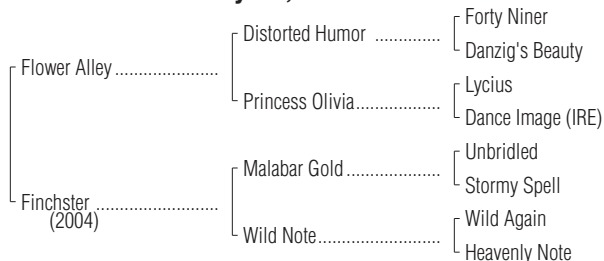 Forty Niner
Distorted Humor ..............
Danzig's Beauty
Flower Alley ......................
Lycius
Princess Olivia..................
Dance Image (IRE)
Unbridled
Malabar Gold....................
Stormy Spell
Finchster ..........................
(2004)
Wild Again
Wild Note..........................
Heavenly Note